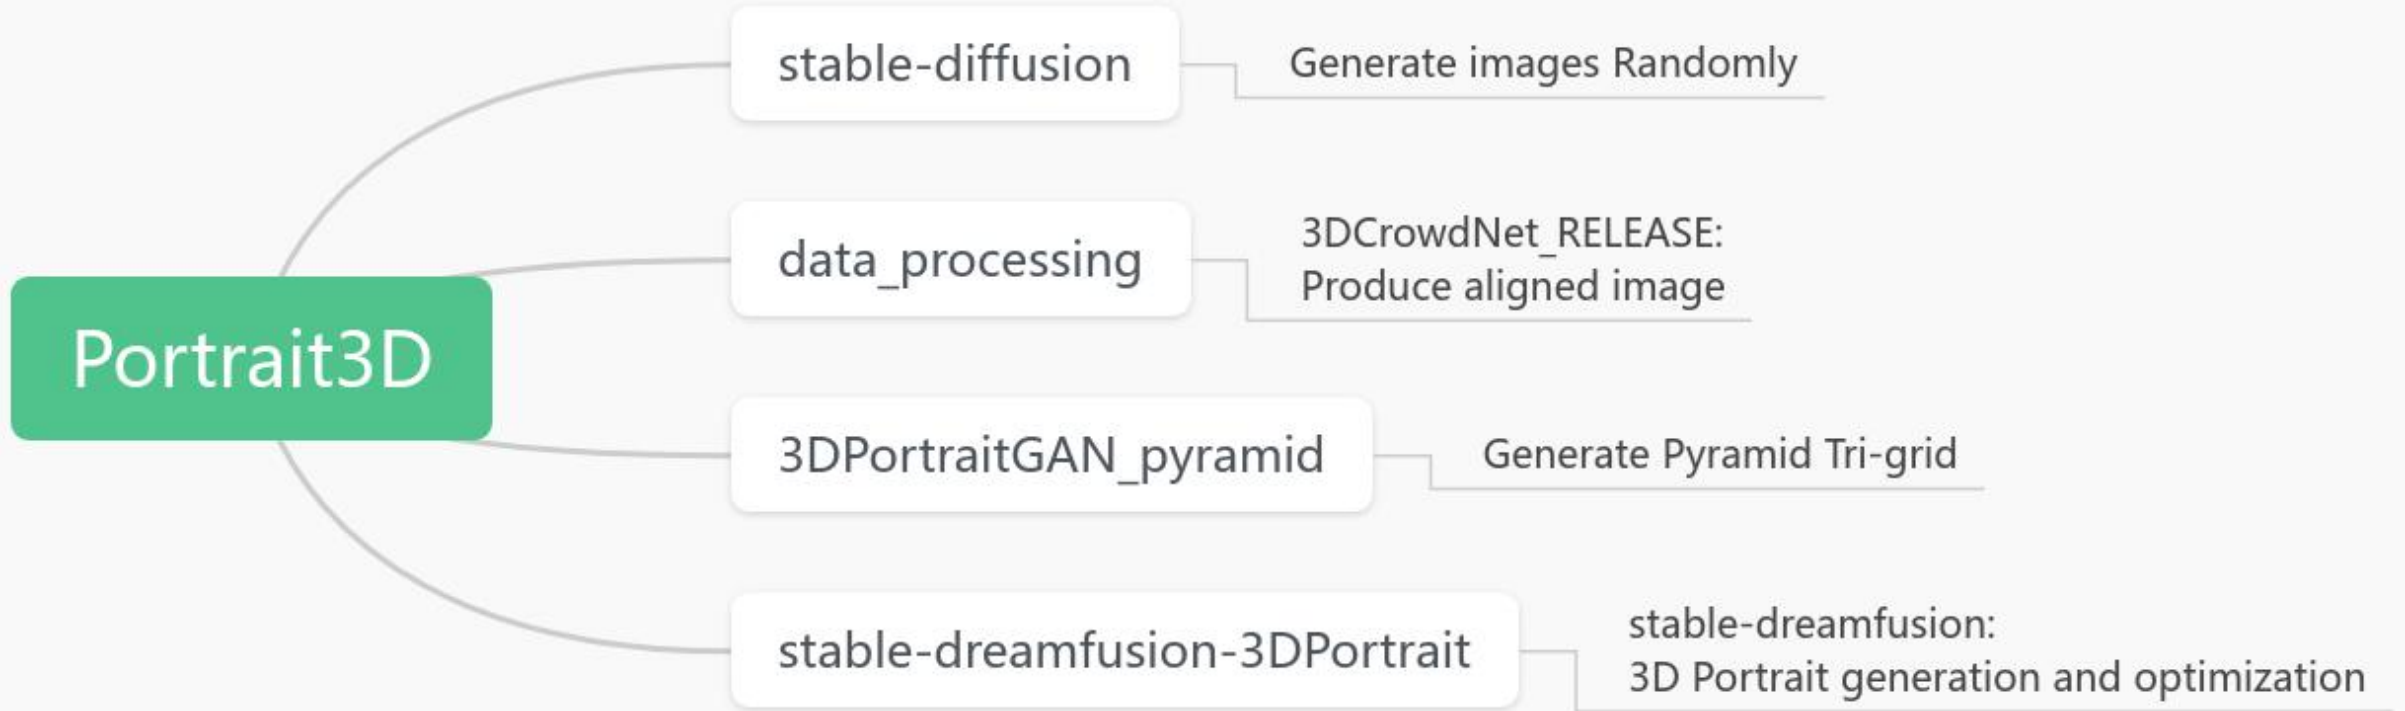 Portrait3D
stable-diffusion
Generate images Randomly
data_processing
3DCrowdNet_RELEASE:
Produce aligned image
3DPortraitGAN_pyramid
Generate Pyramid Tri-grid
stable-dreamfusion-3DPortrait
stable-dreamfusion:
3D Portrait generation and optimization